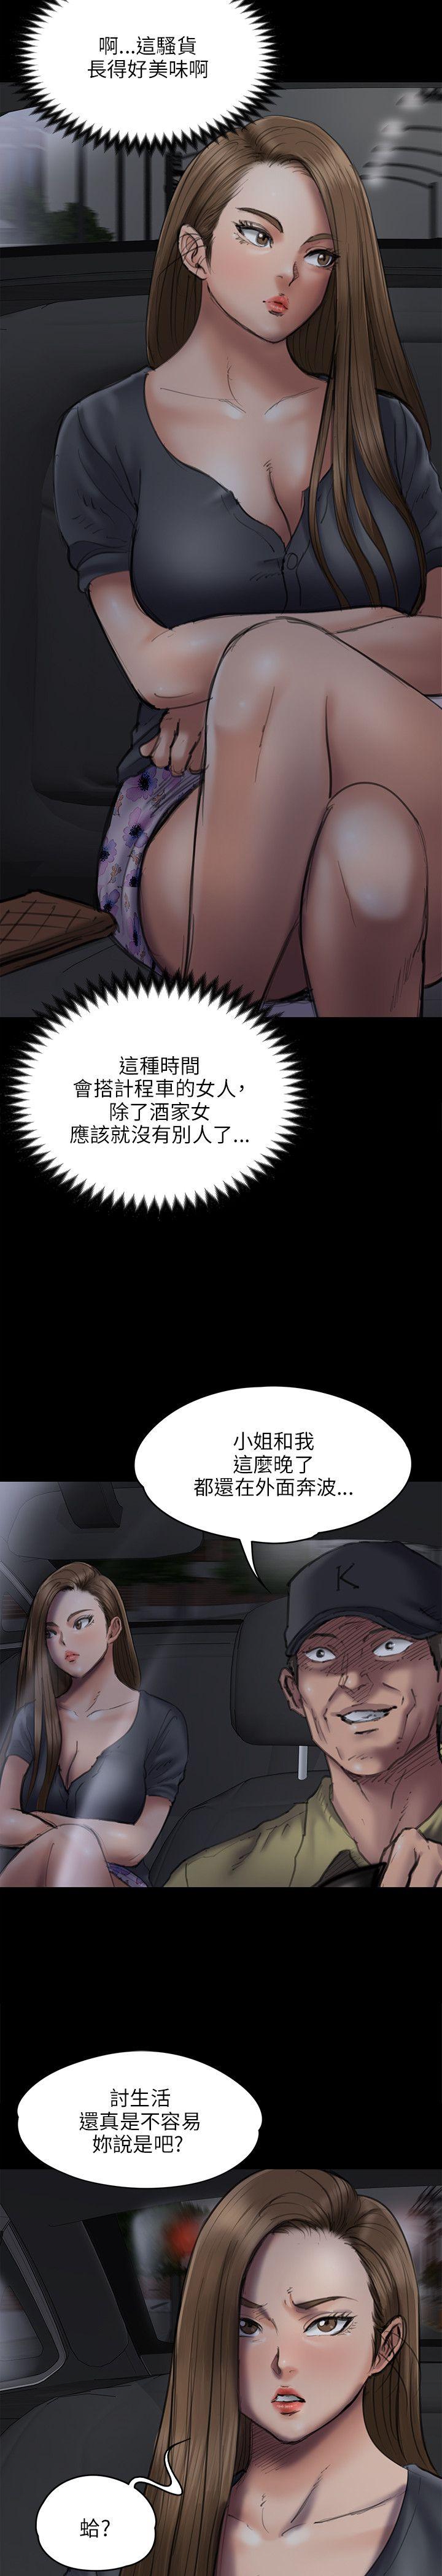 啊...這騷貨
長得好美味啊
這種時間
會搭計程車的女人,
除了酒家女
應該就沒有別人了...
小姐和我
這麼晚了
都還在外面奔波...
K
討生活
還真是不容易
妳說是吧?
蛤?